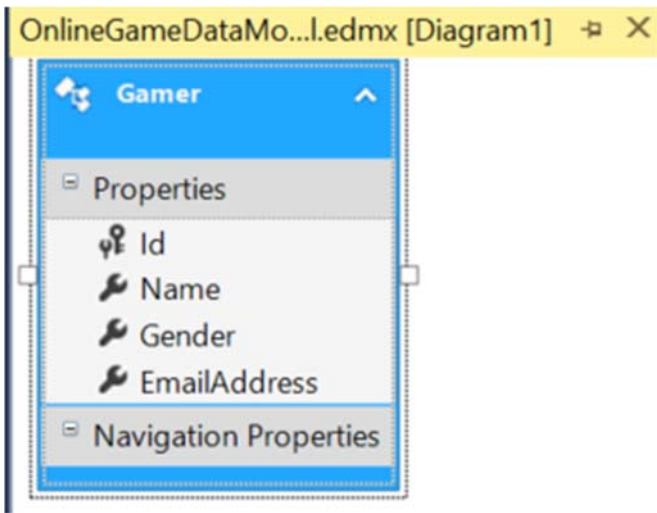 OnlineGameDataMo...l.edmx [Diagram1]
Gamer
Properties
Id
Name
Gender
EmailAddress
Navigation Properties